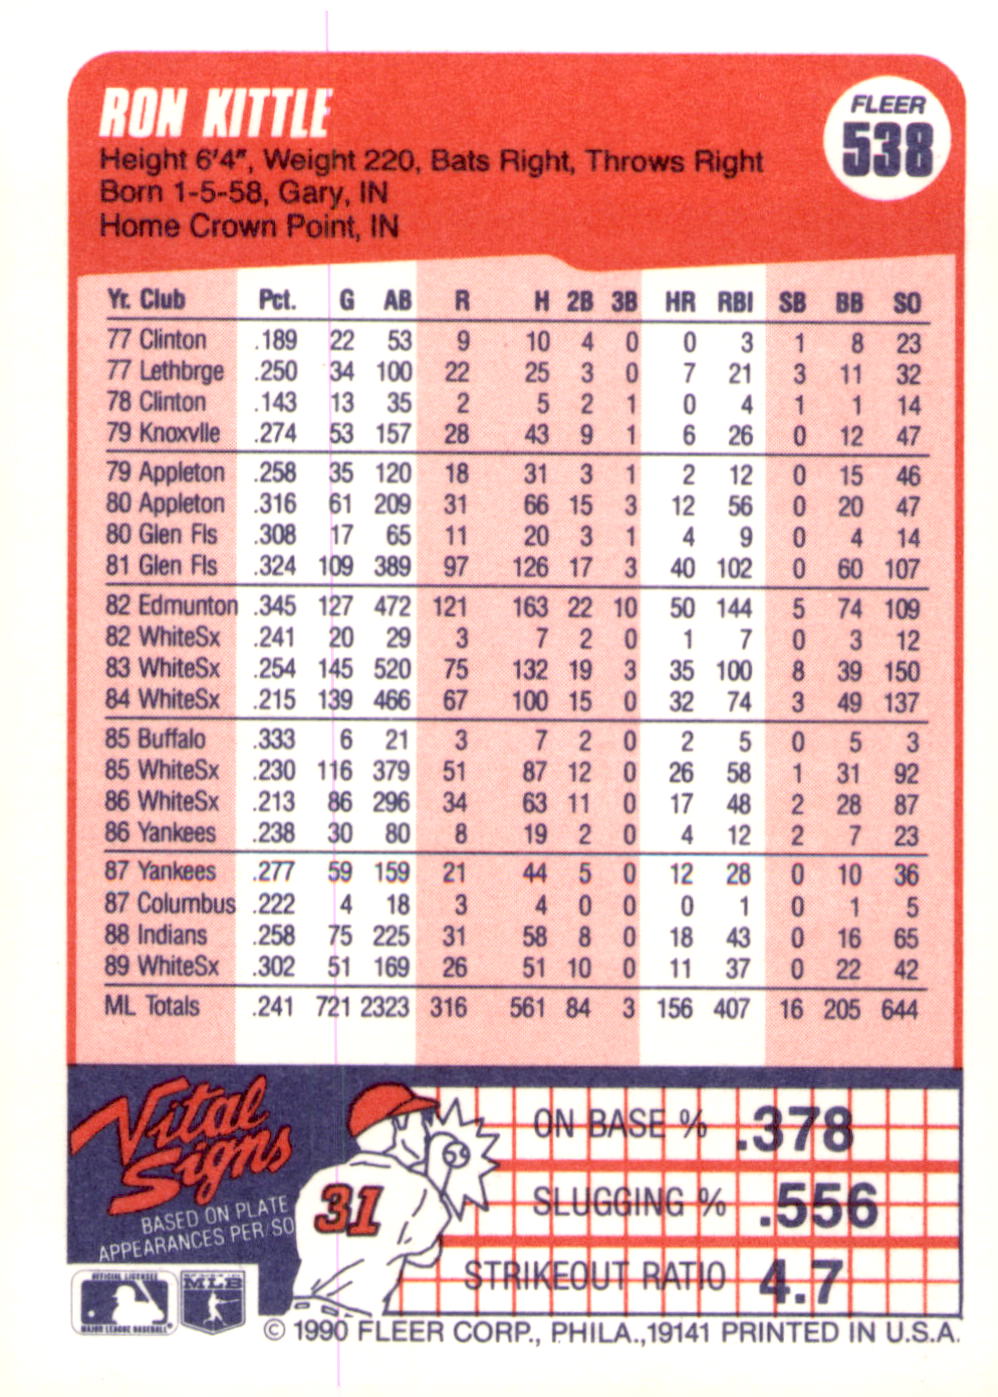 RON KITTLE
FLEER
538
Height 6'4", Weight 220, Bats Right, Throws Right
Born 1-5-58, Gary, IN
Home Crown Point, IN
Yr. Club Pct. G AB R H 2B 3B HR RBI SB BB SO
77 Clinton .189 22 53 9 10 4 0 0 3 1 8 23
77 Lethbrge .250 34 100 22 25 3 0 7 21 3 11 32
78 Clinton .143 13 35 2 5 2 1 0 4 1 1 14
79 Knoxvlle .274 53 157 28 43 9 1 6 26 0 12 47
79 Appleton .258 35 120 18 31 3 1 2 12 0 15 46
80 Appleton .316 61 209 31 66 15 3 12 56 0 20 47
80 Glen Fls .308 17 65 11 20 3 1 4 9 0 4 14
81 Glen Fls .324 109 389 97 126 17 3 40 102 0 60 107
82 Edmunton .345 127 472 121 163 22 10 50 144 5 74 109
82 WhiteSx .241 20 29 3 7 2 0 1 7 0 3 12
83 WhiteSx .254 145 520 75 132 19 3 35 100 8 39 150
84 WhiteSx .215 139 466 67 100 15 0 32 74 3 49 137
85 Buffalo .333 6 21 3 7 2 0 2 5 0 5 3
85 WhiteSx .230 116 379 51 87 12 0 26 58 1 31 92
86 WhiteSx .213 86 296 34 63 11 0 17 48 2 28 87
86 Yankees .238 30 80 8 19 2 0 4 12 2 7 23
87 Yankees .277 59 159 21 44 5 0 12 28 0 10 36
87 Columbus .222 4 18 3 4 0 0 0 1 0 1 5
88 Indians .258 75 225 31 58 8 0 18 43 0 16 65
89 WhiteSx .302 51 169 26 51 10 0 11 37 0 22 42
ML Totals .241 721 2323 316 561 84 3 156 407 16 205 644
Vital
Signs
BASED ON PLATE
APPEARANCES PER/SO
31
ON BASE % .378
SLUGGING % .556
STRIKEOUT RATIO 4.7
OFFICIAL LICENSEE
MAJOR LEAGUE BASEBALL
MLB
© 1990 FLEER CORP., PHILA.,19141 PRINTED IN U.S.A.